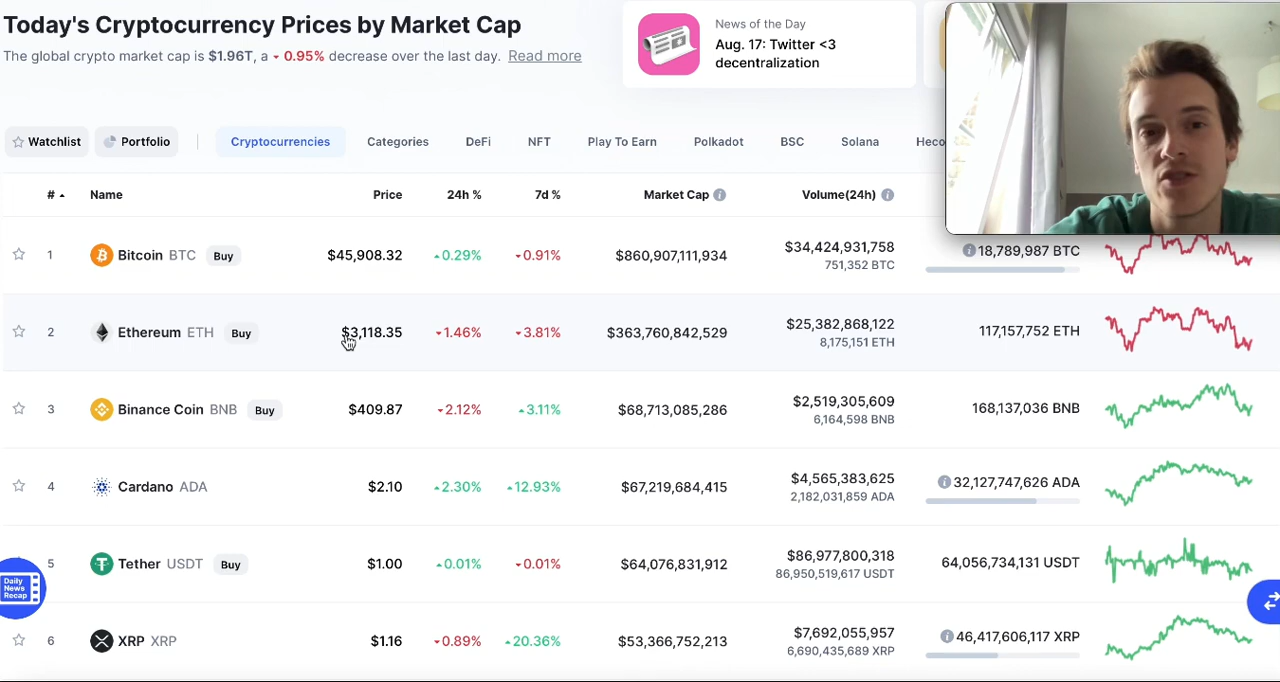 Today's Cryptocurrency Prices by Market Cap
The global crypto market cap is $1.96T, a 0.95% decrease over the last day. Read more
News of the Day
Aug. 17: Twitter <3
decentralization
Watchlist Portfolio Cryptocurrencies Categories DeFi NFT Play To Earn Polkadot BSC Solana Heco
# Name Price 24h % 7d % Market Cap Volume(24h)
1 Bitcoin BTC Buy $45,908.32 0.29% 0.91% $860,907,111,934 $34,424,931,758 18,789,987 BTC
751,352 BTC
2 Ethereum ETH Buy $3,118.35 1.46% 3.81% $363,760,842,529 $25,382,868,122 117,157,752 ETH
8,175,151 ETH
3 Binance Coin BNB Buy $409.87 2.12% 3.11% $68,713,085,286 $2,519,305,609 168,137,036 BNB
6,164,598 BNB
4 Cardano ADA $2.10 2.30% 12.93% $67,219,684,415 $4,565,383,625 32,127,747,626 ADA
2,182,031,859 ADA
5 Tether USDT Buy $1.00 0.01% 0.01% $64,076,831,912 $86,977,800,318 64,056,734,131 USDT
86,950,519,617 USDT
Daily
News
Recap
6 XRP XRP $1.16 0.89% 20.36% $53,366,752,213 $7,692,055,957 46,417,606,117 XRP
6,690,435,689 XRP